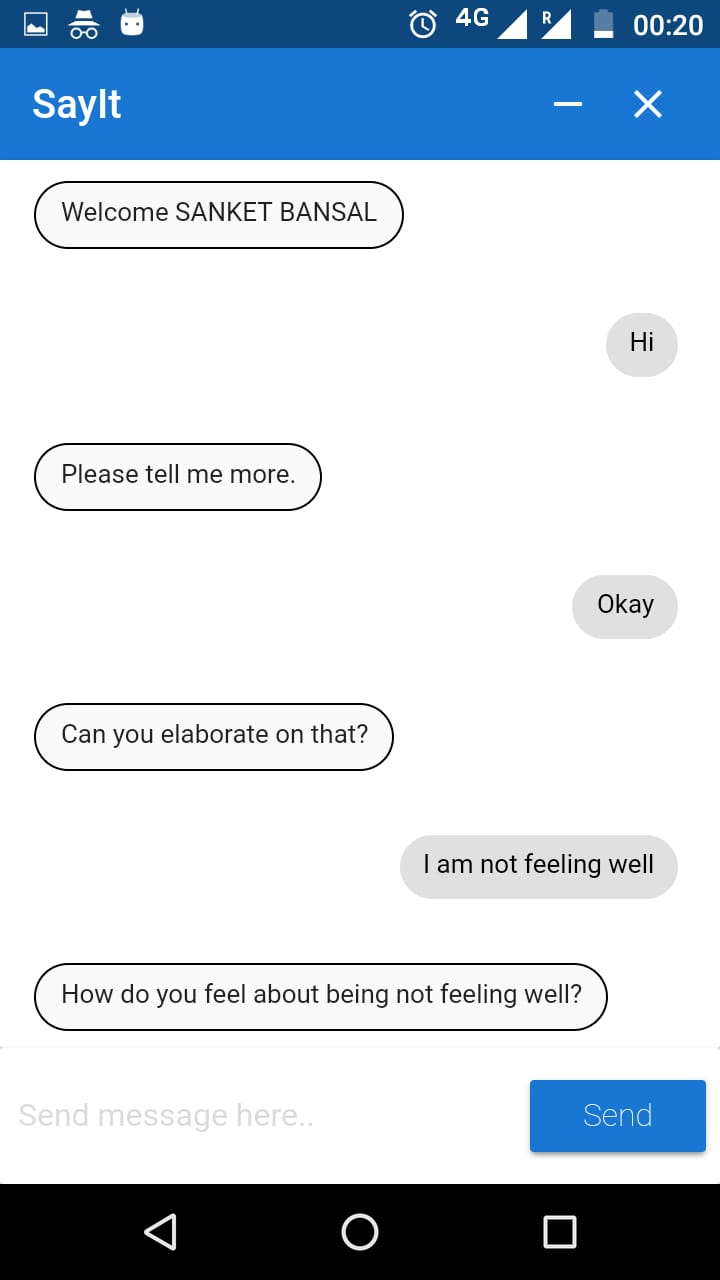 4G R 00:20
SayIt
Welcome SANKET BANSAL
Hi
Please tell me more.
Okay
Can you elaborate on that?
I am not feeling well
How do you feel about being not feeling well?
Send message here.. Send